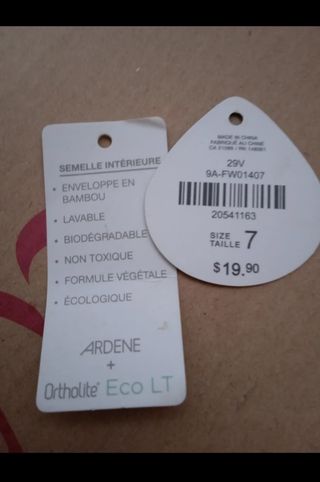 SEMELLE INTÉRIEURE
• ENVELOPPE EN
BAMBOU
• LAVABLE
• BIODÉGRADABLE
• NON TOXIQUE
• FORMULE VÉGÉTALE
• ÉCOLOGIQUE
ARDENE
+
Ortholite® Eco LT
MADE IN CHINA
FABRIQUÉ AU CHINE
29V
9A-FW01407
20541163
SIZE
TAILLE 7
$19.90